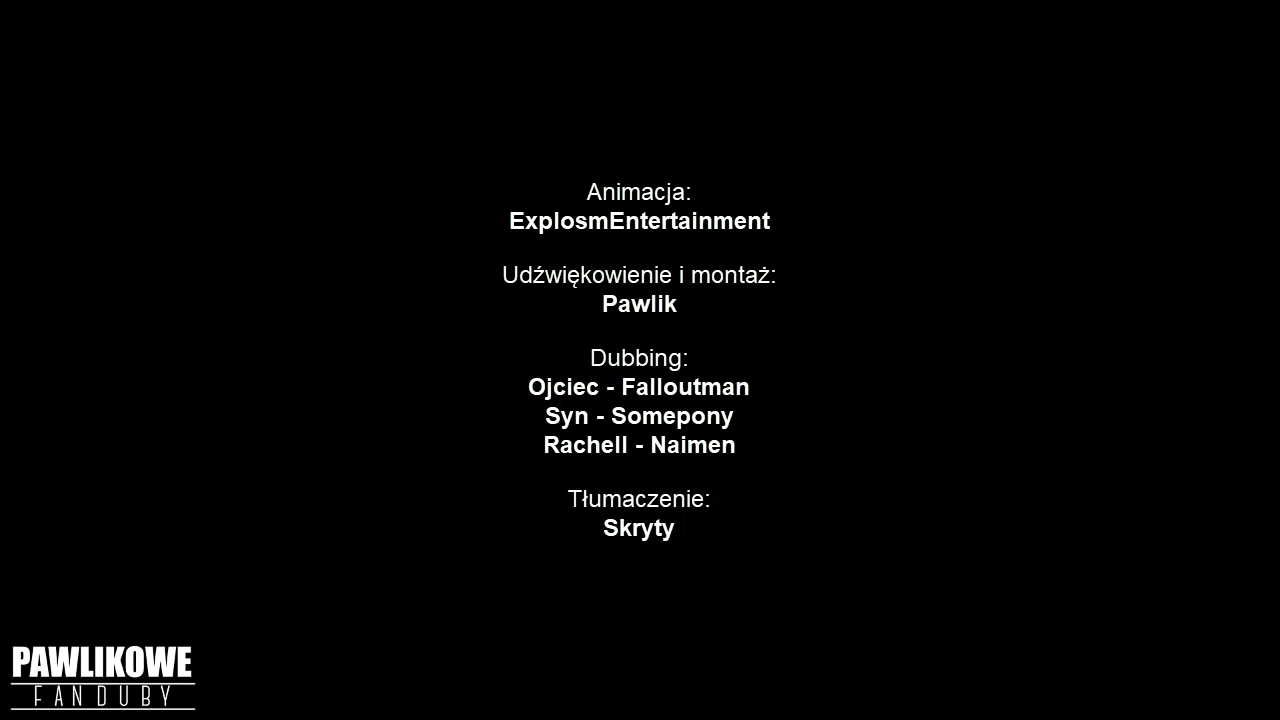 Animacja:
ExplosmEntertainment
Udźwiękowienie i montaż:
Pawlik
Dubbing:
Ojciec - Falloutman
Syn - Somepony
Rachell - Naimen
Tłumaczenie:
Skryty
PAWLIKOWE
FANDUBY